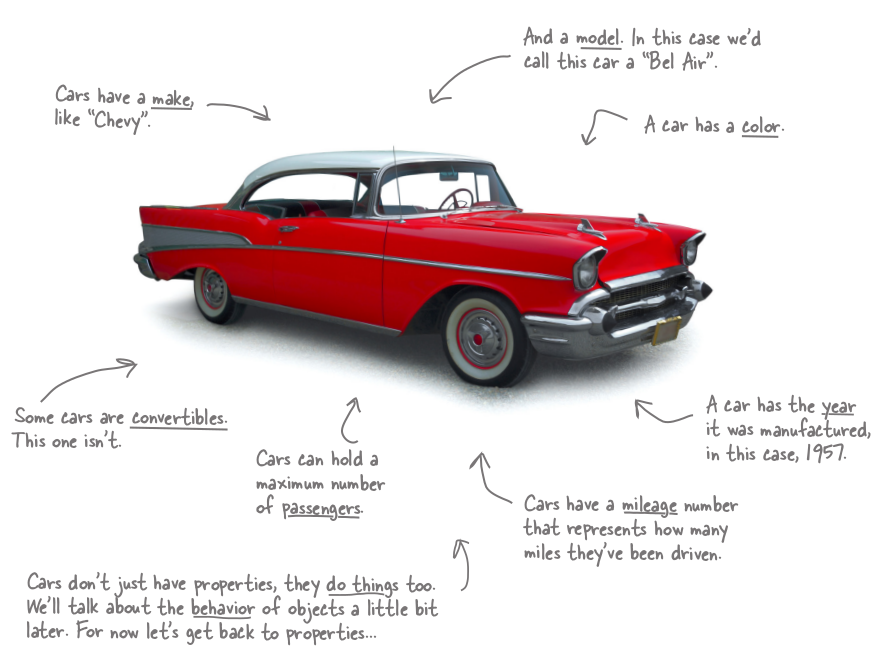 And a model. In this case we'd
call this car a "Bel Air".
Cars have a make,
like "Chevy".
A car has a color.
Some cars are convertibles.
This one isn't.
Cars can hold a
maximum number
of passengers.
A car has the year
it was manufactured,
in this case, 1957.
Cars have a mileage number
that represents how many
miles they've been driven.
Cars don't just have properties, they do things too.
We'll talk about the behavior of objects a little bit
later. For now let's get back to properties...